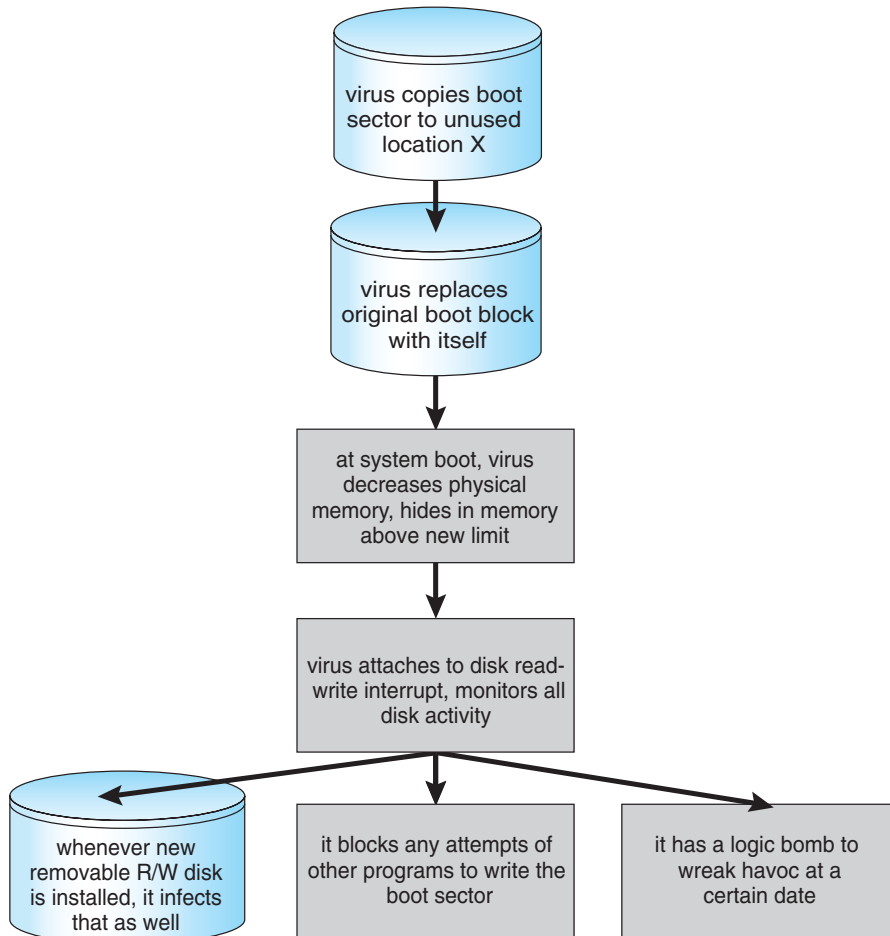 virus copies boot
sector to unused
location X
virus replaces
original boot block
with itself
at system boot, virus
decreases physical
memory, hides in memory
above new limit
virus attaches to disk read-
write interrupt, monitors all
disk activity
whenever new
removable R/W disk
is installed, it infects
that as well
it blocks any attempts of
other programs to write the
boot sector
it has a logic bomb to
wreak havoc at a
certain date